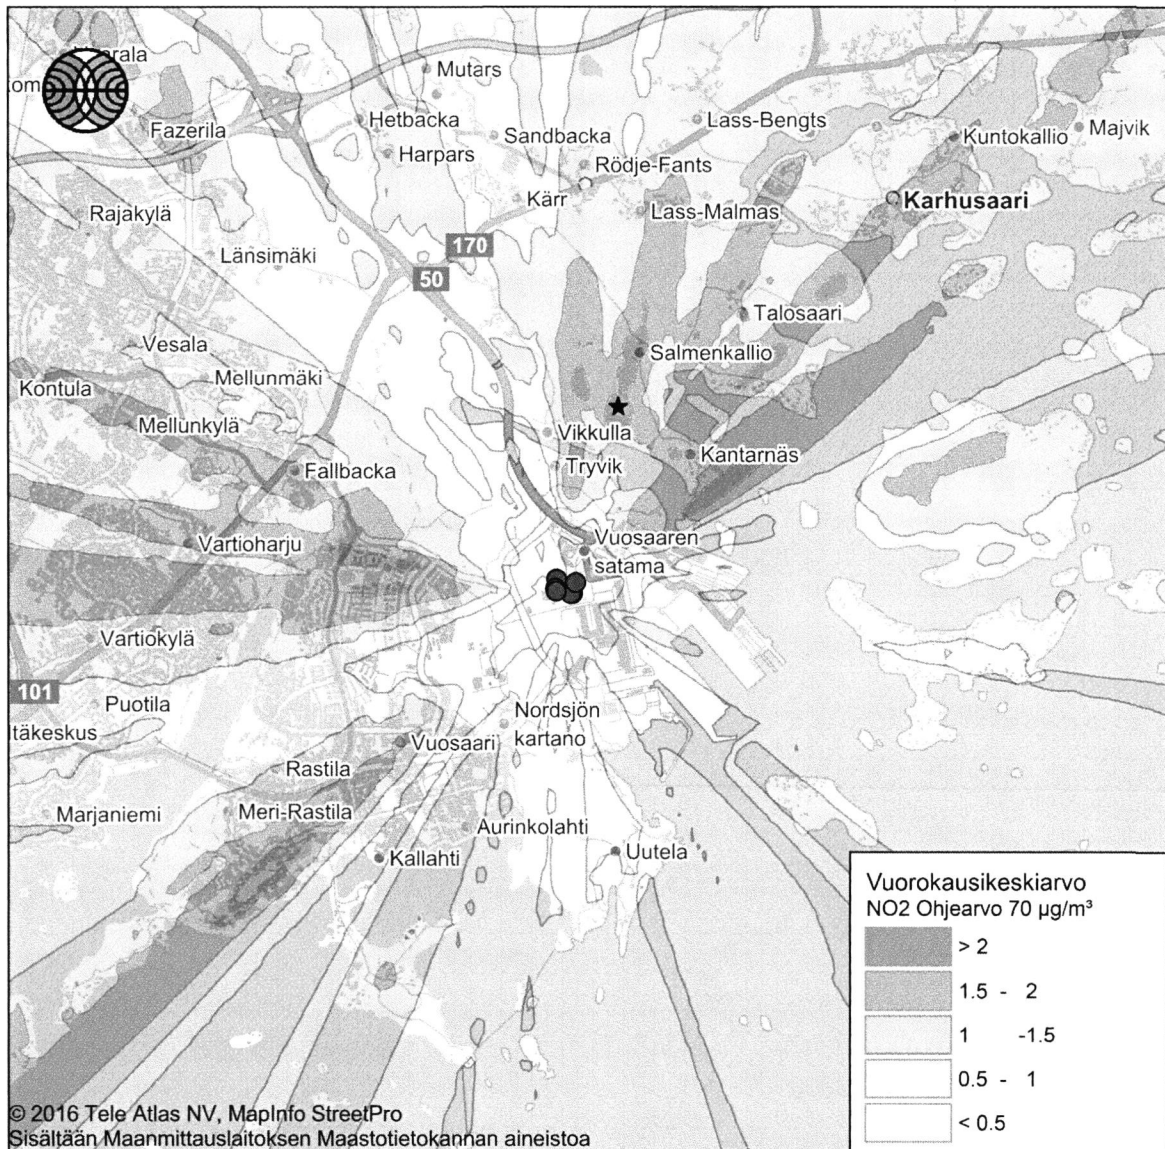 Mutars
Fazerila
Hetbacka
Sandbacka
Lass-Bengts
Kuntokallio
Majvik
Harpars
Rödje-Fants
Kärr
Karhusaari
Rajakylä
Lass-Malmas
170
Länsimäki
50
Talosaari
Vesala
Salmenkallio
Kontula
Mellunmäki
Mellunkylä
Vikkulla
Kantarnäs
Fallbacka
Tryvik
Vartioharju
Vuosaaren
satama
Vartiokylä
101
Puotila
Nordsjön
kartano
Itäkeskus
Vuosaari
Rastila
Marjaniemi
Meri-Rastila
Aurinkolahti
Kallahti
Uutela
Vuorokausikeskiarvo
NO2 Ohjearvo 70 µg/m³
> 2
1.5 - 2
1 -1.5
0.5 - 1
< 0.5
© 2016 Tele Atlas NV, MapInfo StreetPro
Sisältään Maanmittauslaitoksen Maastotietokannan aineistoa